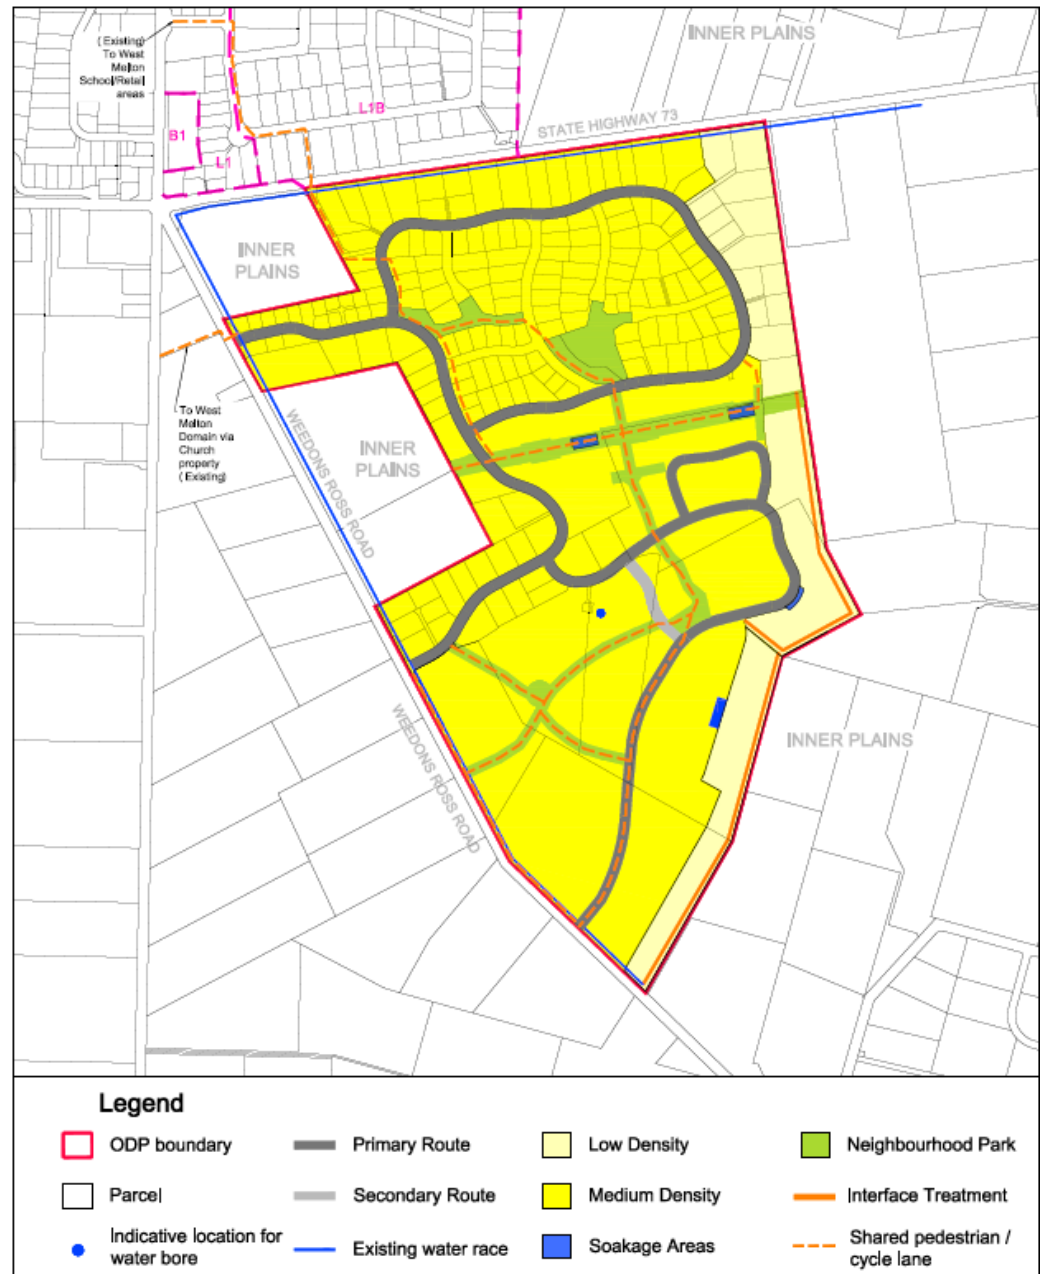 INNER PLAINS
( Existing)
To West
Melton
School/Retail
areas
L1B
B1
L1
STATE HIGHWAY 73
INNER
PLAINS
To West
Melton
Domain via
Church
property
( Existing)
INNER
PLAINS
WEEDONS ROSS ROAD
WEEDONS ROSS ROAD
INNER PLAINS
Legend
ODP boundary
Primary Route
Low Density
Neighbourhood Park
Parcel
Secondary Route
Medium Density
Interface Treatment
Indicative location for
water bore
Existing water race
Soakage Areas
Shared pedestrian /
cycle lane